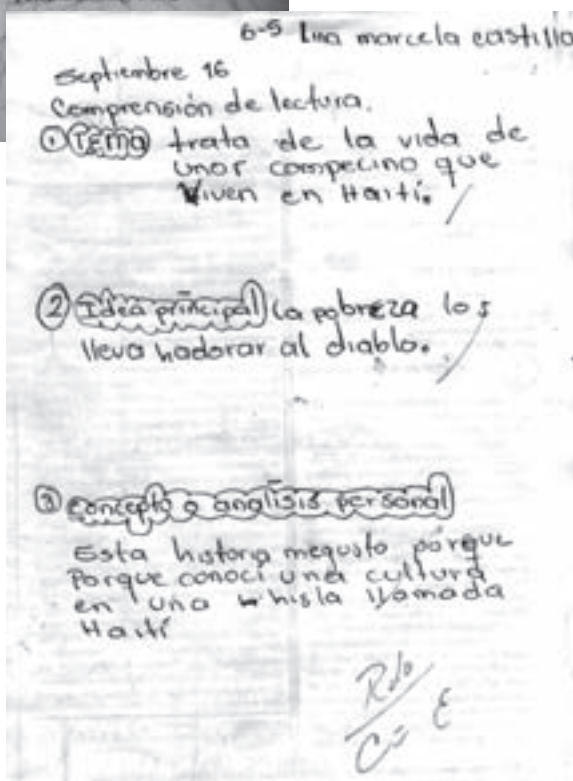 6-5 Lina marcela castillo
septiembre 16
Comprensión de lectura.
① Tema trata de la vida de
unor compecino que
Viven en Haití.
② Idea principal la pobreza los
lleva hadorar al diablo.
③ concepto o analisis personal
Esta historia megusto porque
Porque conocí una cultura
en una hisla llamada
Haití
C= E